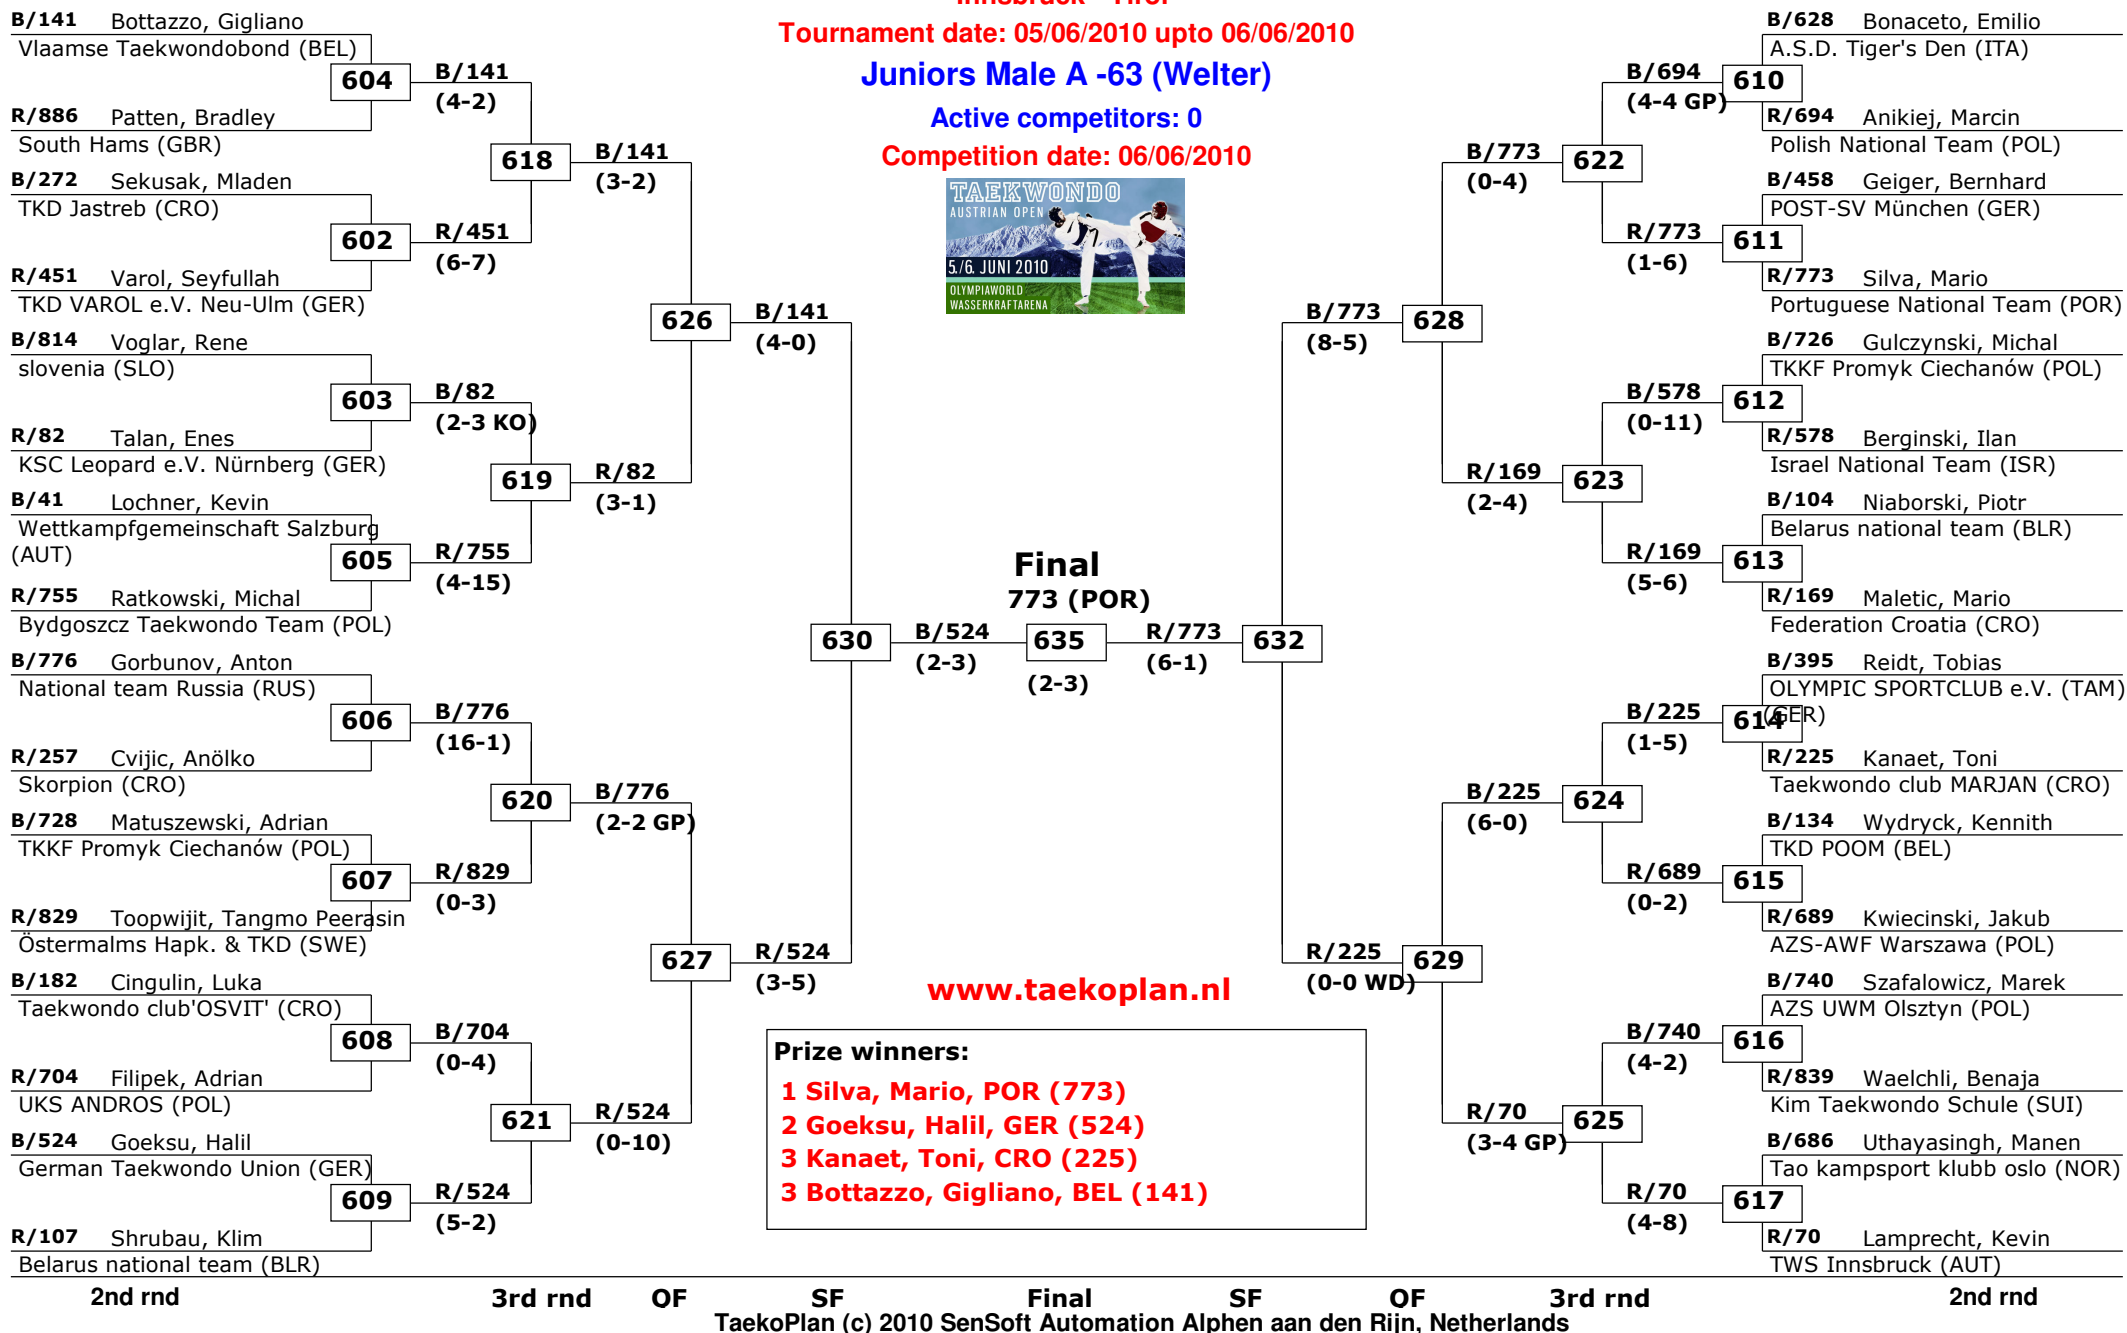 Innsbruck - Tirol
Tournament date: 05/06/2010 upto 06/06/2010
Juniors Male A -63 (Welter)
Active competitors: 0
Competition date: 06/06/2010
TAEKWONDO
AUSTRIAN OPEN
5./6. JUNI 2010
OLYMPIAWORLD
WASSERKRAFTARENA
B/141 Bottazzo, Gigliano
Vlaamse Taekwondobond (BEL)
604
R/886 Patten, Bradley
South Hams (GBR)
B/272 Sekusak, Mladen
TKD Jastreb (CRO)
602
R/451 Varol, Seyfullah
TKD VAROL e.V. Neu-Ulm (GER)
B/814 Voglar, Rene
slovenia (SLO)
603
R/82 Talan, Enes
KSC Leopard e.V. Nürnberg (GER)
B/41 Lochner, Kevin
Wettkampfgemeinschaft Salzburg
(AUT)
605
R/755 Ratkowski, Michal
Bydgoszcz Taekwondo Team (POL)
B/776 Gorbunov, Anton
National team Russia (RUS)
606
R/257 Cvijic, Anölko
Skorpion (CRO)
B/728 Matuszewski, Adrian
TKKF Promyk Ciechanów (POL)
607
R/829 Toopwijit, Tangmo Peerasin
Östermalms Hapk. & TKD (SWE)
B/182 Cingulin, Luka
Taekwondo club'OSVIT' (CRO)
608
R/704 Filipek, Adrian
UKS ANDROS (POL)
B/524 Goeksu, Halil
German Taekwondo Union (GER)
609
R/107 Shrubau, Klim
Belarus national team (BLR)
B/141
(4-2)
618
R/451
(6-7)
B/82
(2-3 KO)
619
R/755
(4-15)
B/776
(16-1)
620
R/829
(0-3)
B/704
(0-4)
621
R/524
(5-2)
B/141
(3-2)
626
R/82
(3-1)
B/776
(2-2 GP)
627
R/524
(0-10)
B/141
(4-0)
630
R/524
(3-5)
B/524
(2-3)
Final
773 (POR)
635
(2-3)
R/773
(6-1)
632
B/773
(8-5)
R/225
(0-0 WD)
628
629
B/773
(0-4)
R/169
(2-4)
B/225
(6-0)
R/70
(3-4 GP)
622
623
624
625
B/694
(4-4 GP)
R/773
(1-6)
B/578
(0-11)
R/169
(5-6)
B/225
(1-5)
R/689
(0-2)
B/740
(4-2)
R/70
(4-8)
B/628 Bonaceto, Emilio
A.S.D. Tiger's Den (ITA)
610
R/694 Anikiej, Marcin
Polish National Team (POL)
B/458 Geiger, Bernhard
POST-SV München (GER)
611
R/773 Silva, Mario
Portuguese National Team (POR)
B/726 Gulczynski, Michal
TKKF Promyk Ciechanów (POL)
612
R/578 Berginski, Ilan
Israel National Team (ISR)
B/104 Niaborski, Piotr
Belarus national team (BLR)
613
R/169 Maletic, Mario
Federation Croatia (CRO)
B/395 Reidt, Tobias
OLYMPIC SPORTCLUB e.V. (TAM)
(GER)
614
R/225 Kanaet, Toni
Taekwondo club MARJAN (CRO)
B/134 Wydryck, Kennith
TKD POOM (BEL)
615
R/689 Kwiecinski, Jakub
AZS-AWF Warszawa (POL)
B/740 Szafalowicz, Marek
AZS UWM Olsztyn (POL)
616
R/839 Waelchli, Benaja
Kim Taekwondo Schule (SUI)
B/686 Uthayasingh, Manen
Tao kampsport klubb oslo (NOR)
617
R/70 Lamprecht, Kevin
TWS Innsbruck (AUT)
www.taekoplan.nl
Prize winners:
1 Silva, Mario, POR (773)
2 Goeksu, Halil, GER (524)
3 Kanaet, Toni, CRO (225)
3 Bottazzo, Gigliano, BEL (141)
2nd rnd 3rd rnd QF SF Final SF QF 3rd rnd 2nd rnd
TaekoPlan (c) 2010 SenSoft Automation Alphen aan den Rijn, Netherlands